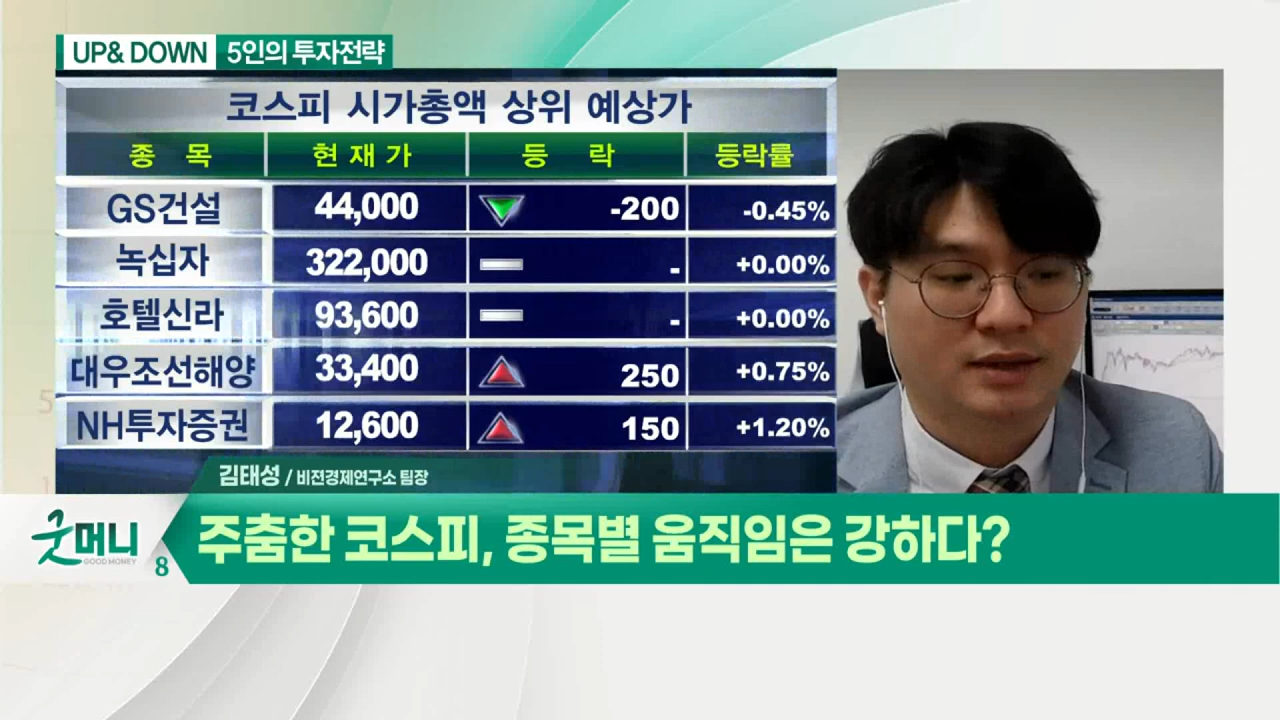 UP& DOWN 5인의 투자전략
코스피 시가총액 상위 예상가
종 목 현 재 가 등 락 등락률
GS건설 44,000 -200 -0.45%
녹십자 322,000 - +0.00%
호텔신라 93,600 - +0.00%
대우조선해양 33,400 250 +0.75%
NH투자증권 12,600 150 +1.20%
김태성 / 비전경제연구소 팀장
굿머니 GOOD MONEY 8
주춤한 코스피, 종목별 움직임은 강하다?